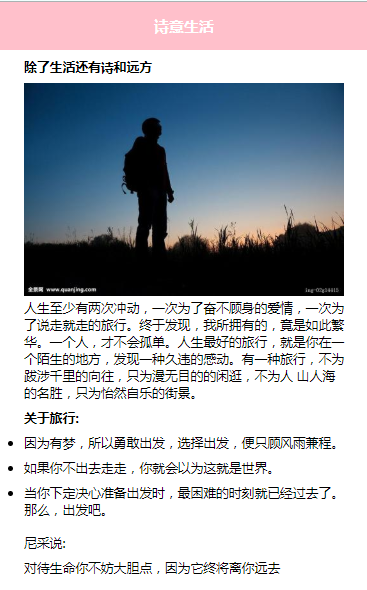 诗意生活
除了生活还有诗和远方
全景网 www.quanjing.com
ing-07g14415
人生至少有两次冲动，一次为了奋不顾身的爱情，一次为
了说走就走的旅行。终于发现，我所拥有的，竟是如此繁
华。一个人，才不会孤单。人生最好的旅行，就是你在一
个陌生的地方，发现一种久违的感动。有一种旅行，不为
跋涉千里的向往，只为漫无目的的闲逛，不为人 山人海
的名胜，只为怡然自乐的街景。
关于旅行:
因为有梦，所以勇敢出发，选择出发，便只顾风雨兼程。
如果你不出去走走，你就会以为这就是世界。
当你下定决心准备出发时，最困难的时刻就已经过去了。
那么，出发吧。
尼采说:
对待生命你不妨大胆点，因为它终将离你远去